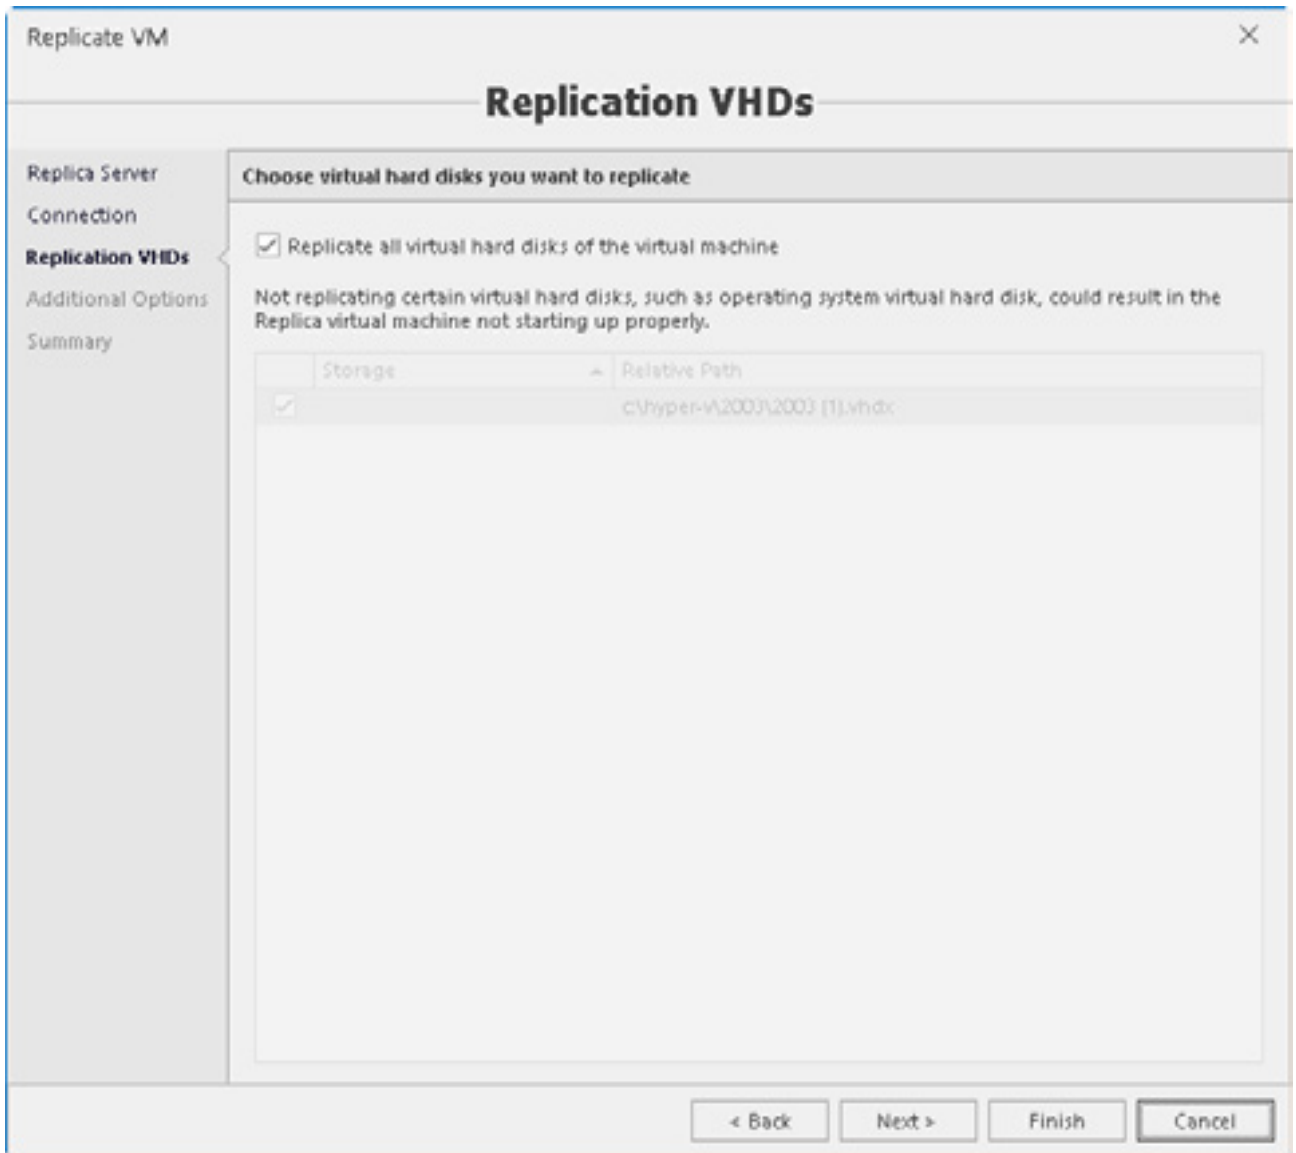 Replicate VM
Replication VHDs
Replica Server
Connection
Replication VHDs
Additional Options
Summary
Choose virtual hard disks you want to replicate
Replicate all virtual hard disks of the virtual machine
Not replicating certain virtual hard disks, such as operating system virtual hard disk, could result in the
Replica virtual machine not starting up properly.
Storage Relative Path
c:\hyper-v\2003\2003 (1).vhdx
< Back Next > Finish Cancel